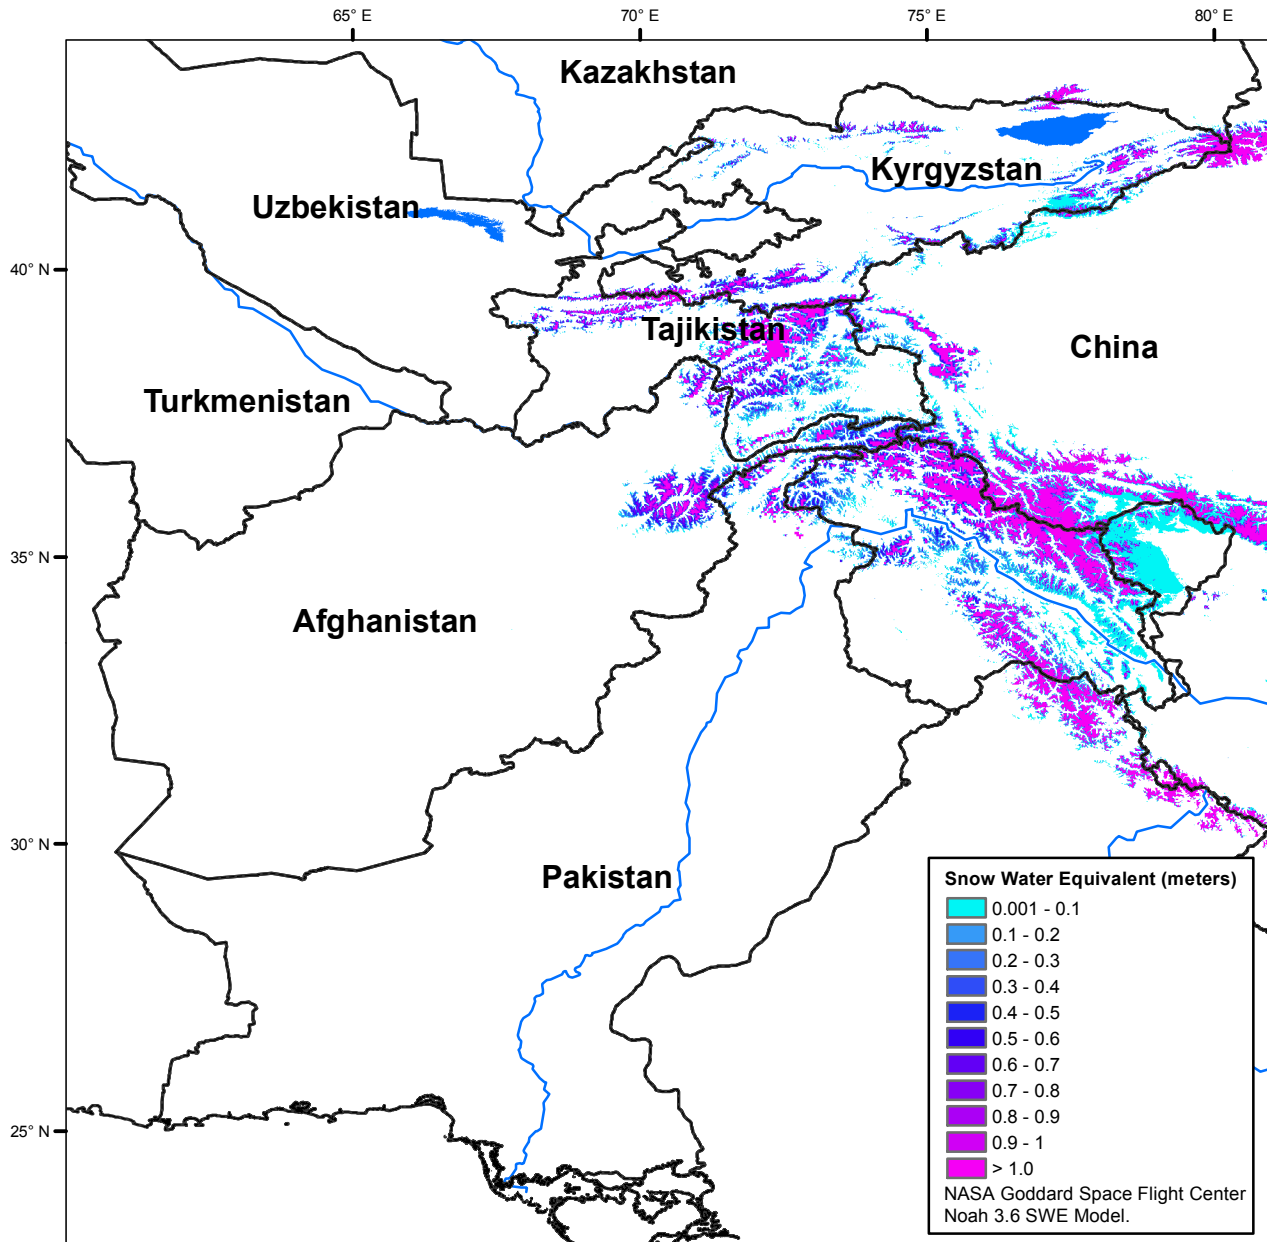 65° E
70° E
75° E
80° E
Kazakhstan
Kyrgyzstan
Uzbekistan
40° N
Tajikistan
China
Turkmenistan
35° N
Afghanistan
30° N
Pakistan
25° N
Snow Water Equivalent (meters)
0.001 - 0.1
0.1 - 0.2
0.2 - 0.3
0.3 - 0.4
0.4 - 0.5
0.5 - 0.6
0.6 - 0.7
0.7 - 0.8
0.8 - 0.9
0.9 - 1
> 1.0
NASA Goddard Space Flight Center
Noah 3.6 SWE Model.